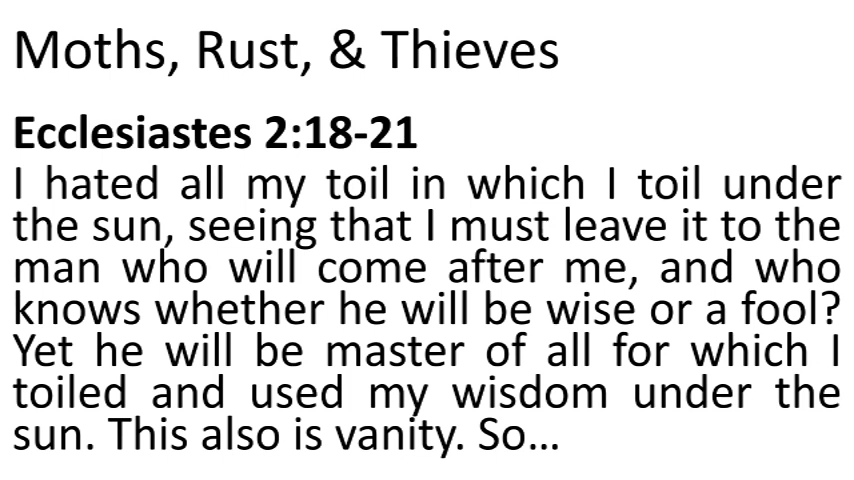 Moths, Rust, & Thieves
Ecclesiastes 2:18-21
I hated all my toil in which I toil under
the sun, seeing that I must leave it to the
man who will come after me, and who
knows whether he will be wise or a fool?
Yet he will be master of all for which I
toiled and used my wisdom under the
sun. This also is vanity. So…